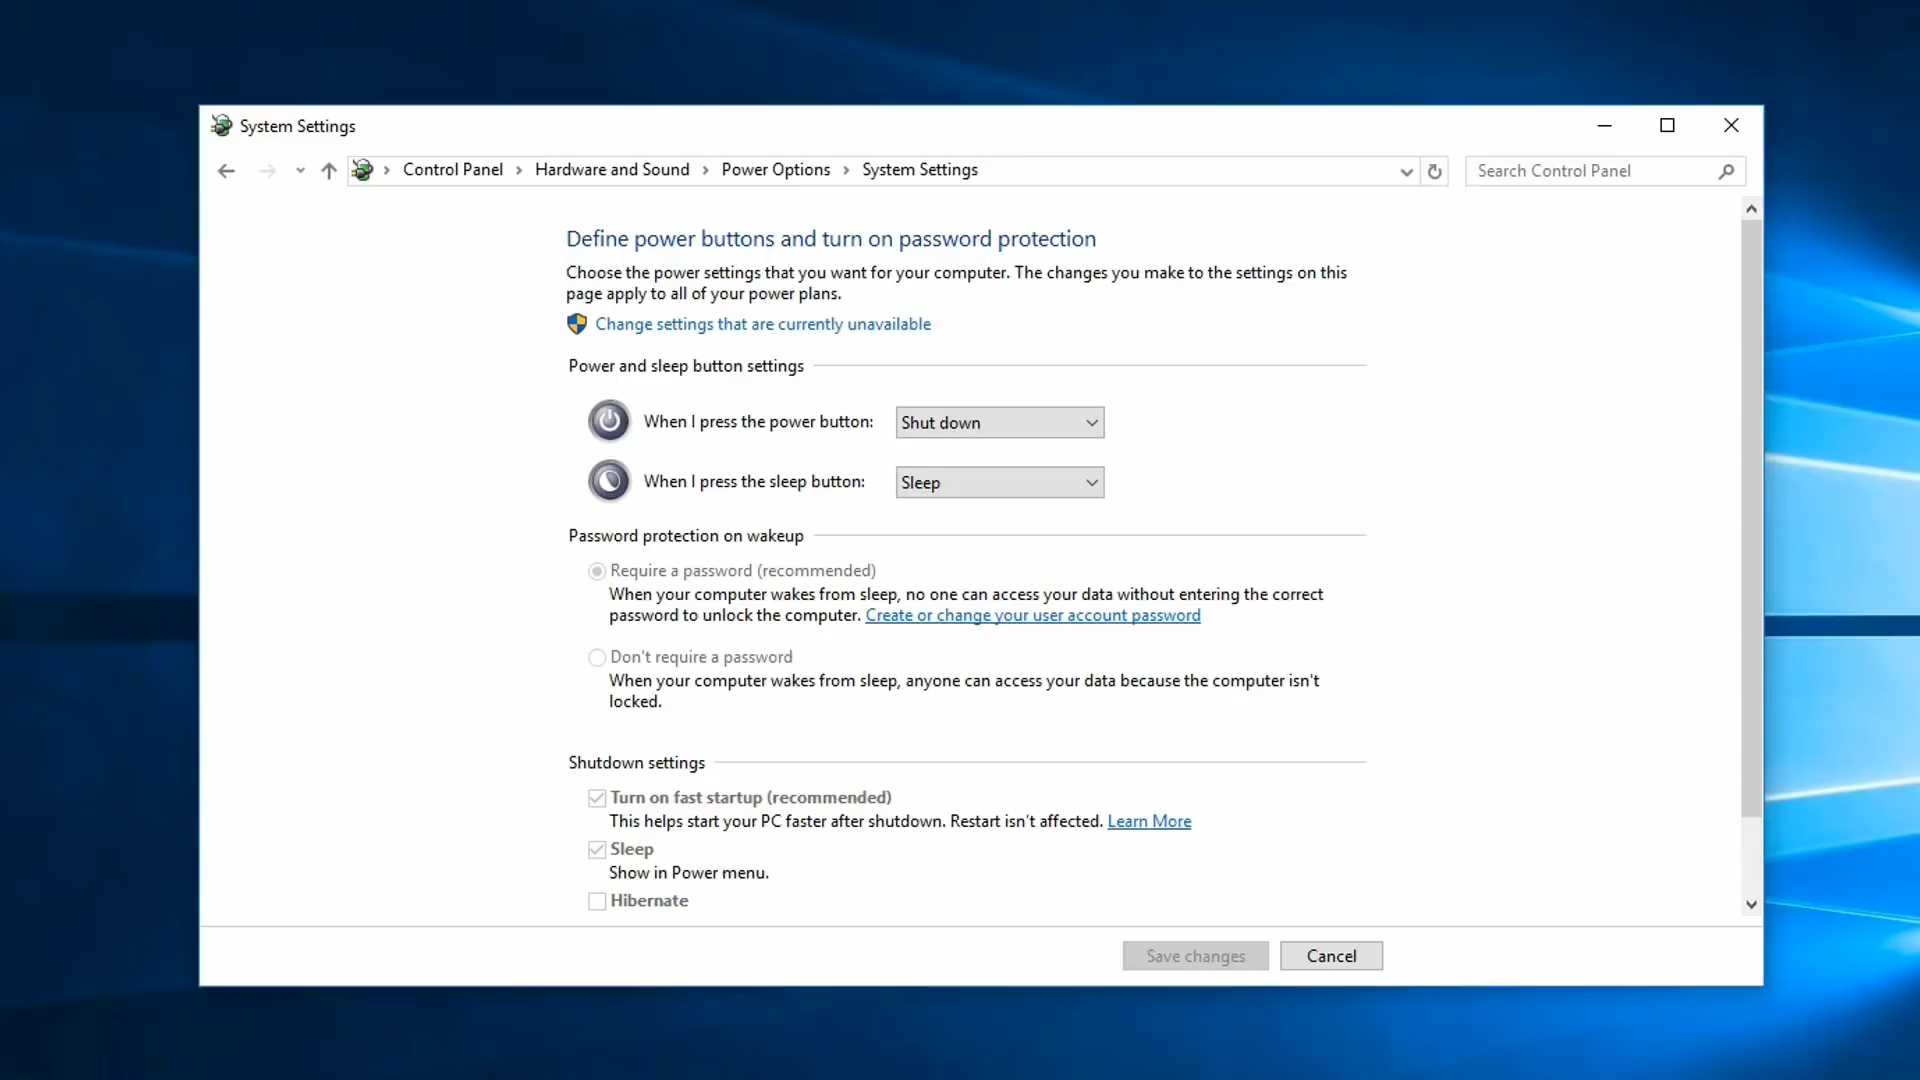 System Settings
Control Panel > Hardware and Sound > Power Options > System Settings
Search Control Panel
Define power buttons and turn on password protection
Choose the power settings that you want for your computer. The changes you make to the settings on this
page apply to all of your power plans.
Change settings that are currently unavailable
Power and sleep button settings
When I press the power button: Shut down
When I press the sleep button: Sleep
Password protection on wakeup
Require a password (recommended)
When your computer wakes from sleep, no one can access your data without entering the correct
password to unlock the computer. Create or change your user account password
Don't require a password
When your computer wakes from sleep, anyone can access your data because the computer isn't
locked.
Shutdown settings
Turn on fast startup (recommended)
This helps start your PC faster after shutdown. Restart isn't affected. Learn More
Sleep
Show in Power menu.
Hibernate
Save changes Cancel